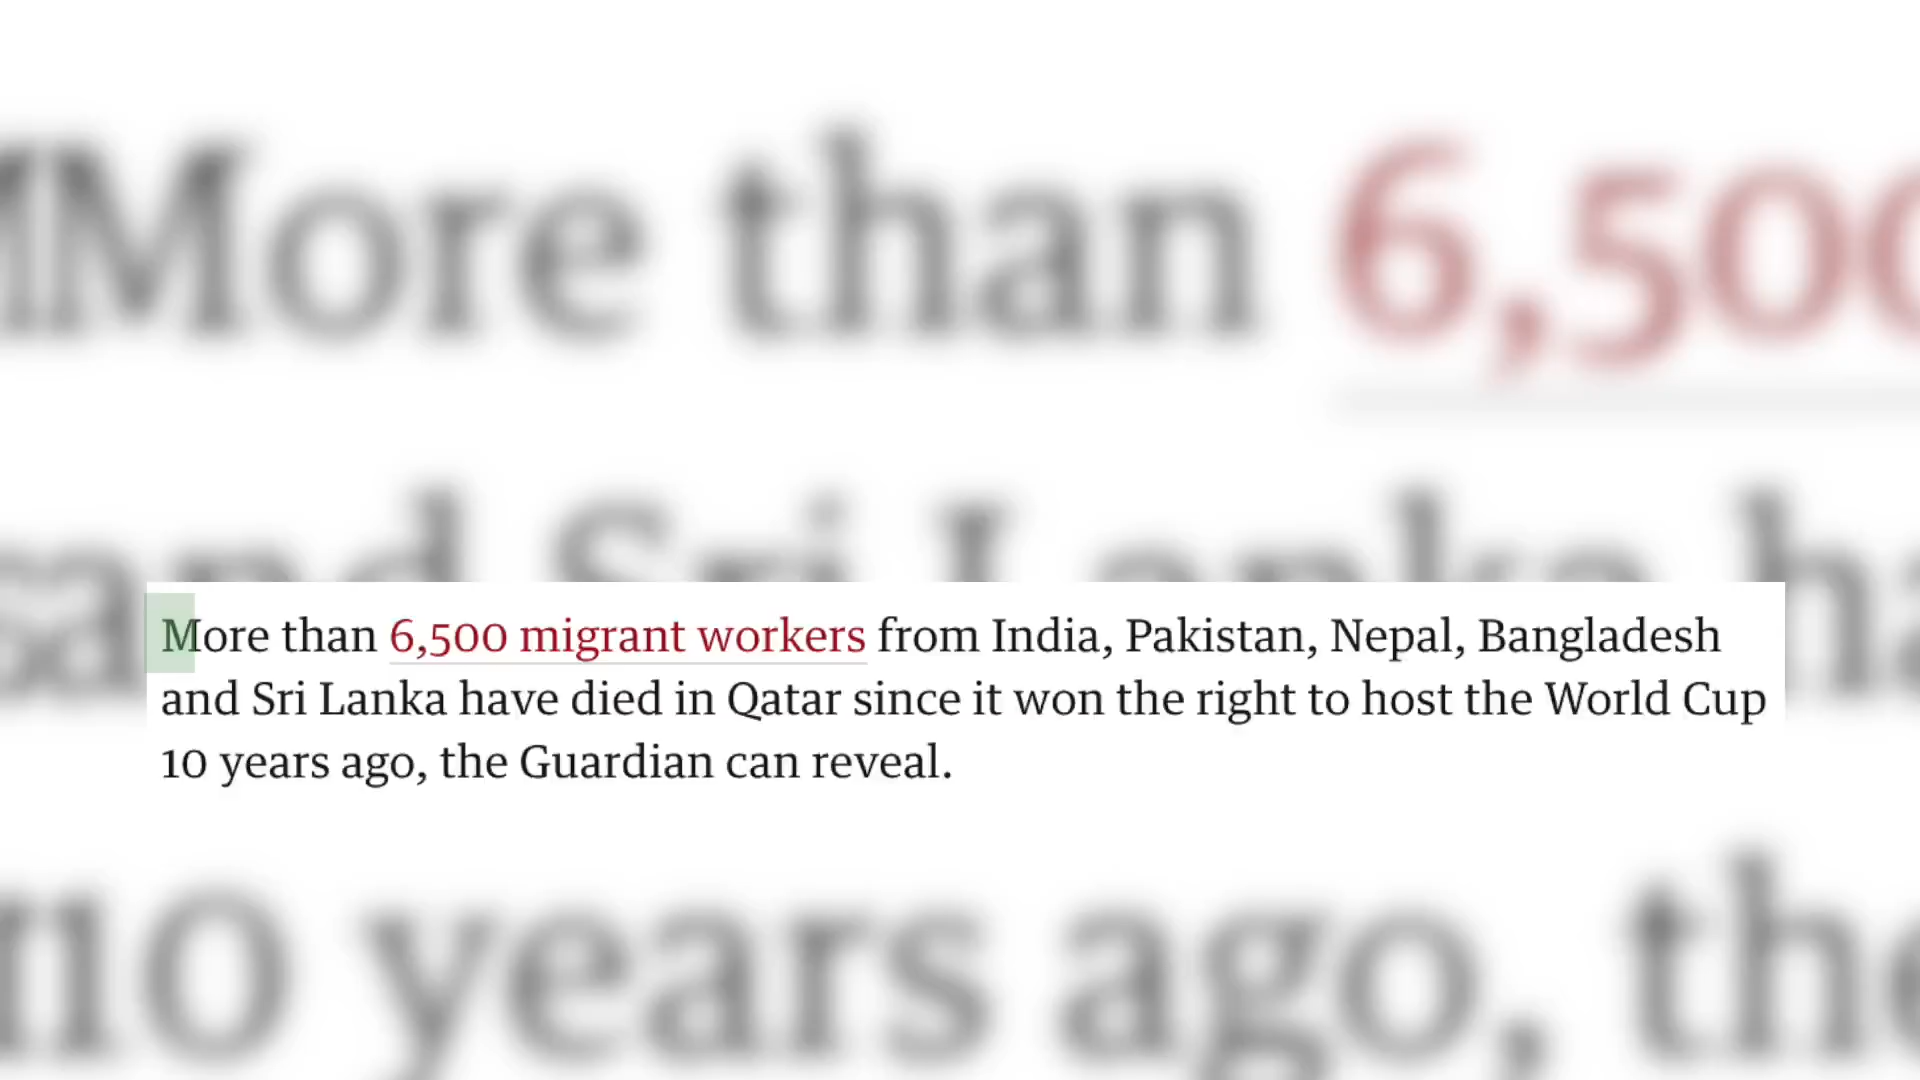 More than 6,500 migrant workers from India, Pakistan, Nepal, Bangladesh
and Sri Lanka have died in Qatar since it won the right to host the World Cup
10 years ago, the Guardian can reveal.